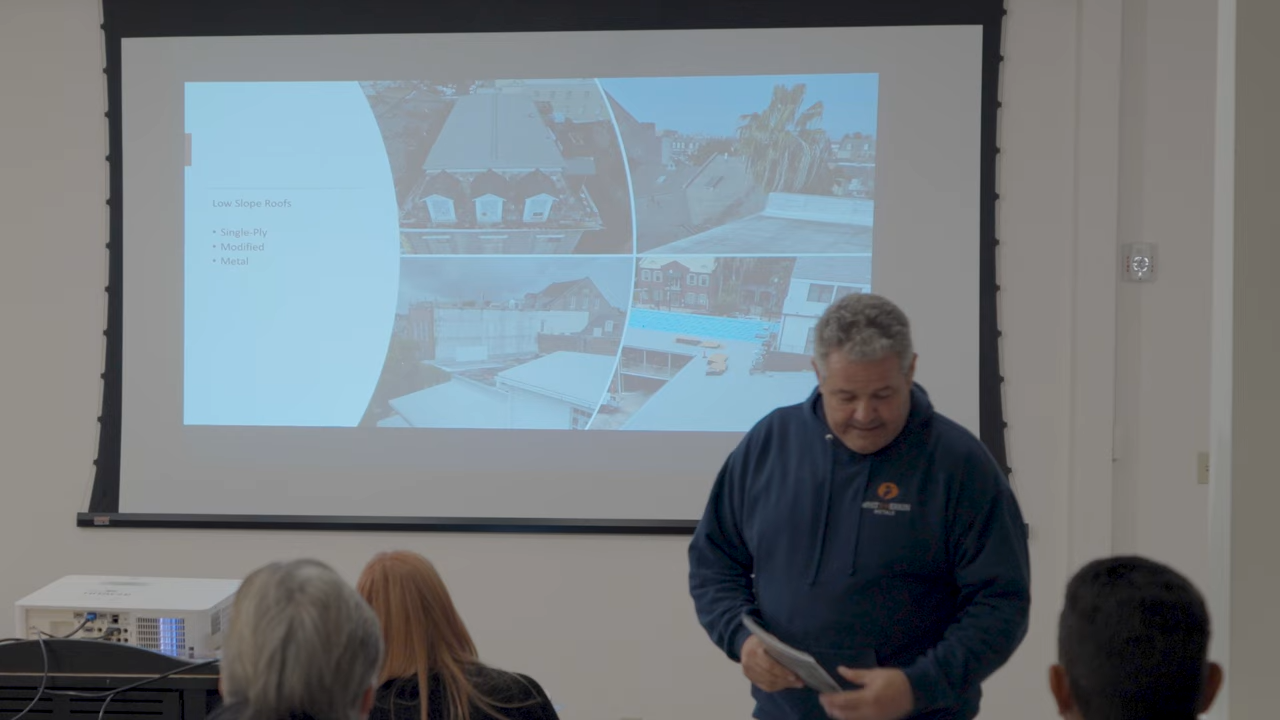 Low Slope Roofs
• Single-Ply
• Modified
• Metal